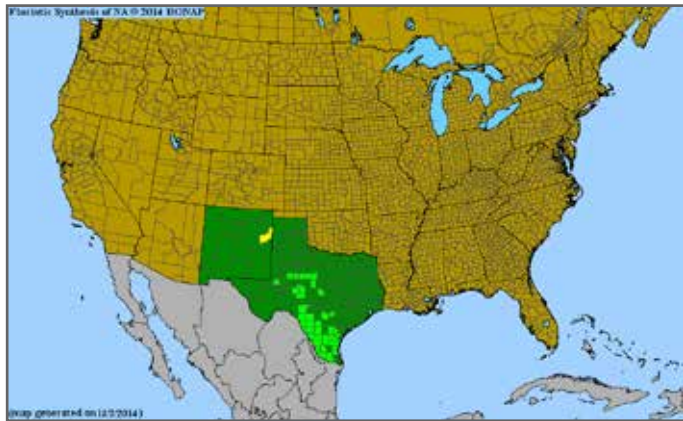 Floristic Synthesis of NA © 2014 BONAP
(map generated on 12/2/2014)